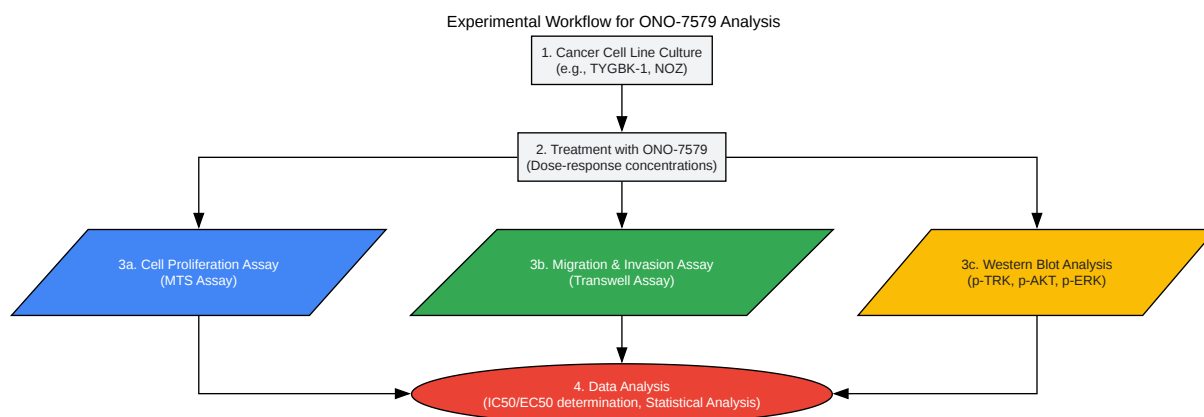 Experimental Workflow for ONO-7579 Analysis
1. Cancer Cell Line Culture
(e.g., TYGBK-1, NOZ)
2. Treatment with ONO-7579
(Dose-response concentrations)
3a. Cell Proliferation Assay
(MTS Assay)
3b. Migration & Invasion Assay
(Transwell Assay)
3c. Western Blot Analysis
(p-TRK, p-AKT, p-ERK)
4. Data Analysis
(IC50/EC50 determination, Statistical Analysis)